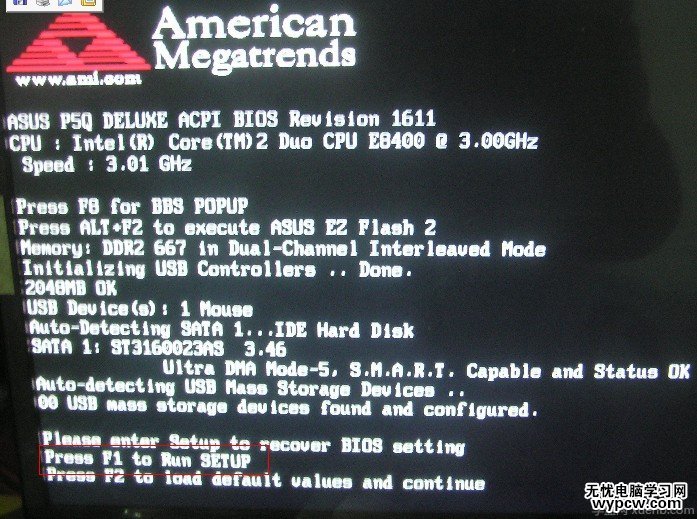 American
Megatrends
www.ami.com
ASUS P5Q DELUXE ACPI BIOS Revision 1611
CPU : Intel(R) Core(TM)2 Duo CPU E8400 @ 3.00GHz
Speed : 3.01 GHz
Press F8 for BBS POPUP
Press ALT+F2 to execute ASUS EZ Flash 2
Memory: DDR2 667 in Dual-Channel Interleaved Mode
Initializing USB Controllers .. Done.
2048MB OK
USB Device(s): 1 Mouse
Auto-Detecting SATA 1...IDE Hard Disk
SATA 1: ST3160023AS 3.46
Ultra DMA Mode-5, S.M.A.R.T. Capable and Status OK
Auto-detecting USB Mass Storage Devices ..
00 USB mass storage devices found and configured.
Please enter Setup to recover BIOS setting
Press F1 to Run SETUP
Press F2 to load default values and continue
无忧电脑学习网
wypcw.com